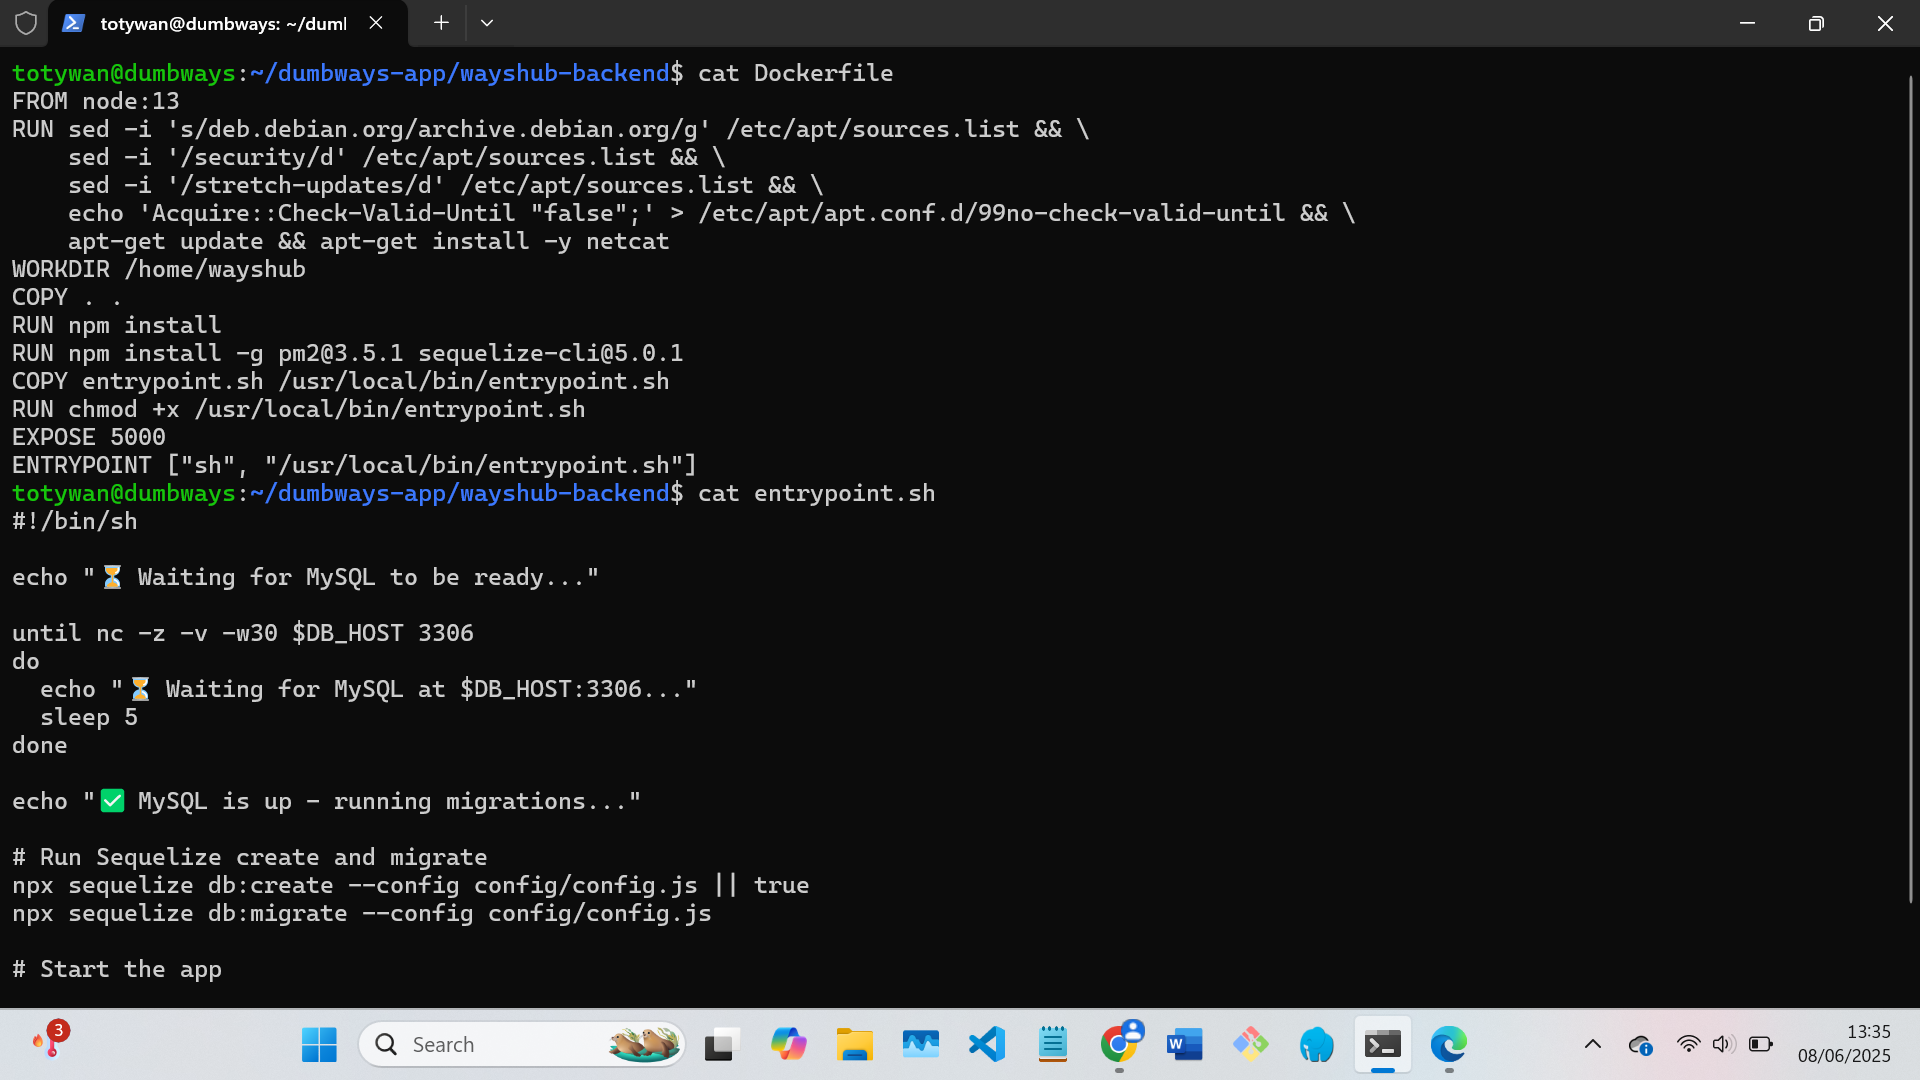 totywan@dumbways: ~/duml
totywan@dumbways:~/dumbways-app/wayshub-backend$ cat Dockerfile
FROM node:13
RUN sed -i 's/deb.debian.org/archive.debian.org/g' /etc/apt/sources.list && \
    sed -i '/security/d' /etc/apt/sources.list && \
    sed -i '/stretch-updates/d' /etc/apt/sources.list && \
    echo 'Acquire::Check-Valid-Until "false";' > /etc/apt/apt.conf.d/99no-check-valid-until && \
    apt-get update && apt-get install -y netcat
WORKDIR /home/wayshub
COPY . .
RUN npm install
RUN npm install -g pm2@3.5.1 sequelize-cli@5.0.1
COPY entrypoint.sh /usr/local/bin/entrypoint.sh
RUN chmod +x /usr/local/bin/entrypoint.sh
EXPOSE 5000
ENTRYPOINT ["sh", "/usr/local/bin/entrypoint.sh"]
totywan@dumbways:~/dumbways-app/wayshub-backend$ cat entrypoint.sh
#!/bin/sh
echo "⏳ Waiting for MySQL to be ready..."
until nc -z -v -w30 $DB_HOST 3306
do
  echo "⏳ Waiting for MySQL at $DB_HOST:3306..."
  sleep 5
done
echo "✅ MySQL is up - running migrations..."
# Run Sequelize create and migrate
npx sequelize db:create --config config/config.js || true
npx sequelize db:migrate --config config/config.js
# Start the app
3
Search
W
13:35
08/06/2025